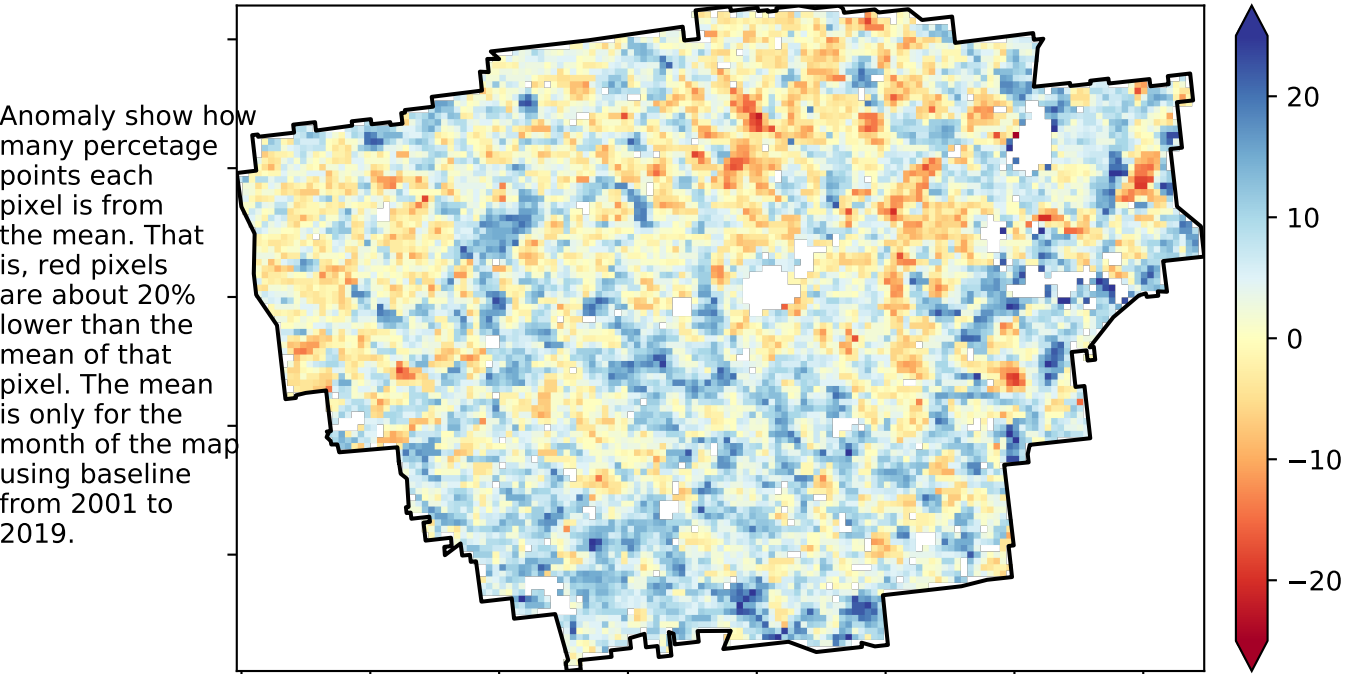 Anomaly show how
many percetage
points each
pixel is from
the mean. That
is, red pixels
are about 20%
lower than the
mean of that
pixel. The mean
is only for the
month of the map
using baseline
from 2001 to
2019.
20
10
0
−10
−20